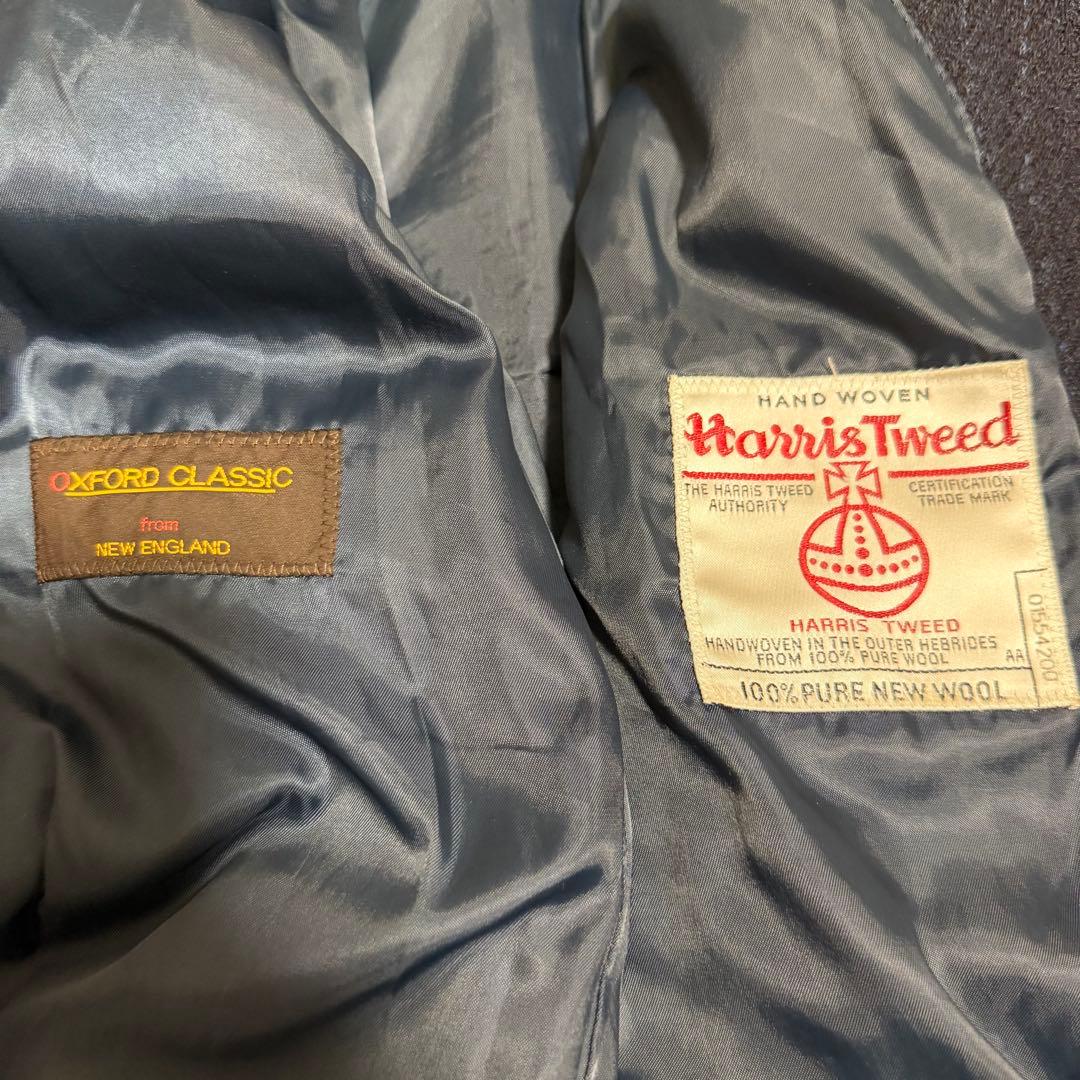 OXFORD CLASSIC
from
NEW ENGLAND
HAND WOVEN
Harris Tweed
THE HARRIS TWEED
AUTHORITY
CERTIFICATION
TRADE MARK
HARRIS TWEED
HANDWOVEN IN THE OUTER HEBRIDES
FROM 100% PURE WOOL
AA
01554200
100% PURE NEW WOOL